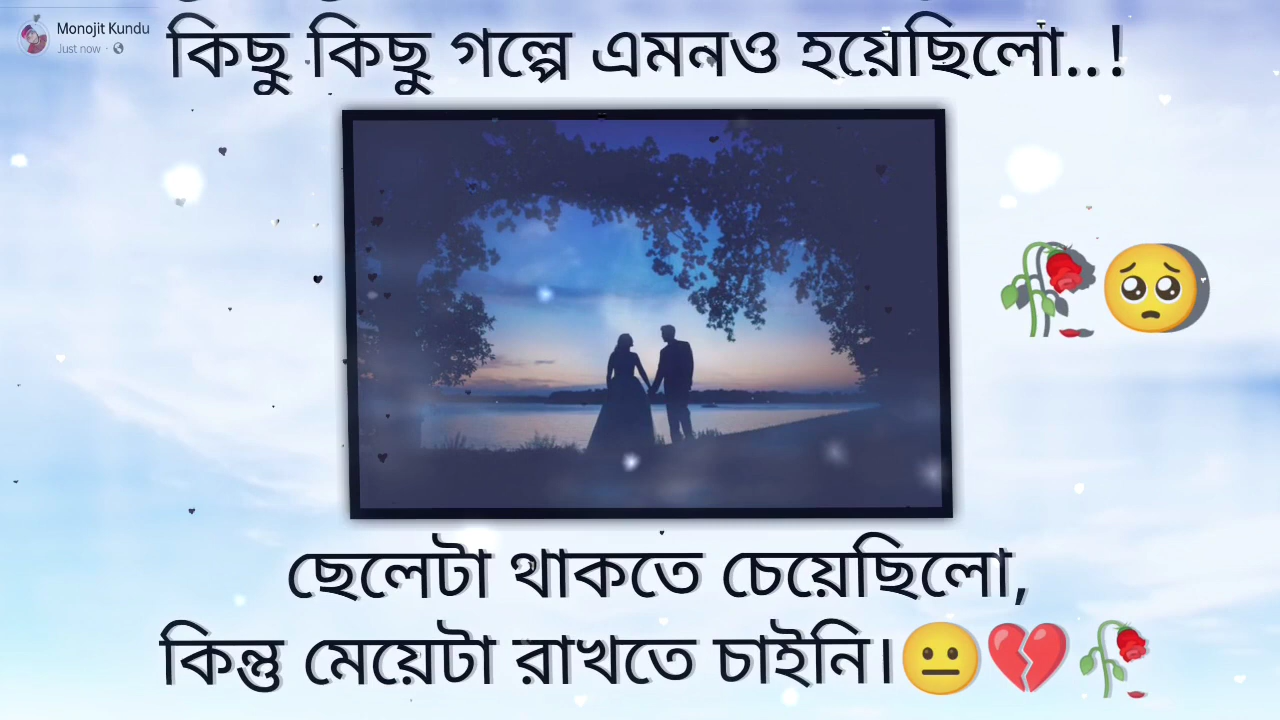 Monojit Kundu
Just now ·
কিছু কিছু গল্পে এমনও হয়েছিলো..!
🥀🥺
ছেলেটা থাকতে চেয়েছিলো,
কিন্তু মেয়েটা রাখতে চাইনি।😐💔🥀